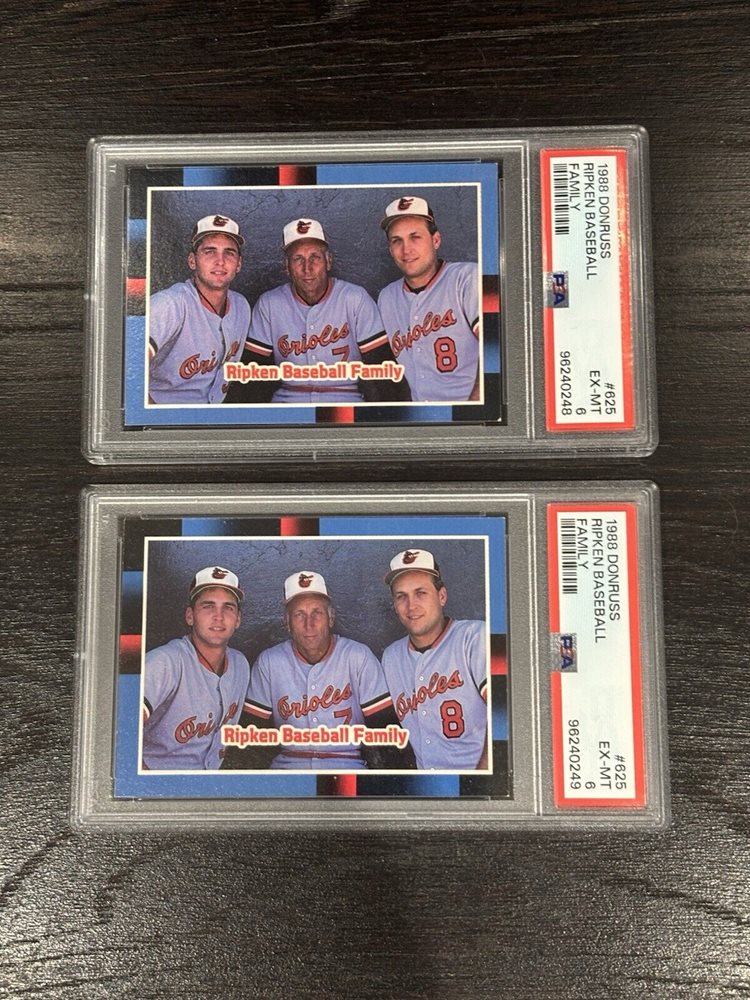 1988 DONRUSS
RIPKEN BASEBALL
FAMILY
#625
EX-MT
6
96240248
PSA
Orioles
7
Orioles
8
Ripken Baseball Family
1988 DONRUSS
RIPKEN BASEBALL
FAMILY
#625
EX-MT
6
96240249
PSA
Orioles
7
Orioles
8
Ripken Baseball Family